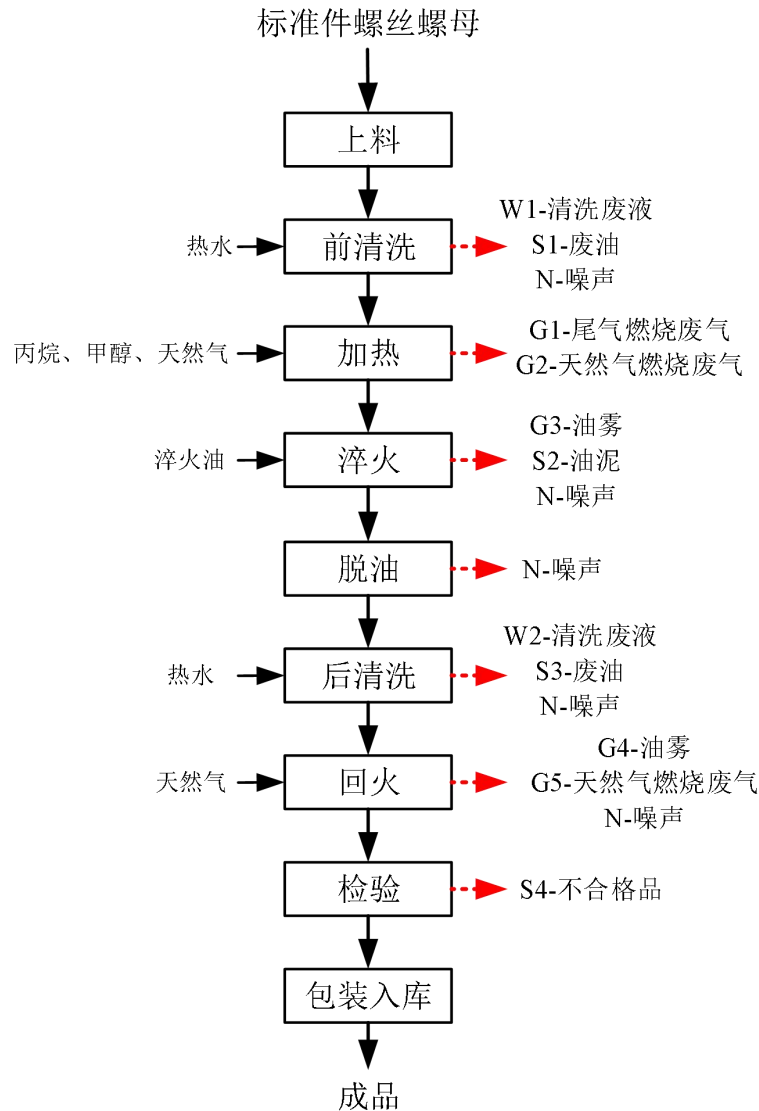 标准件螺丝螺母
上料
W1-清洗废液
热水
前清洗
S1-废油
N-噪声
G1-尾气燃烧废气
丙烷、甲醇、天然气
加热
G2-天然气燃烧废气
G3-油雾
淬火油
淬火
S2-油泥
N-噪声
脱油
N-噪声
W2-清洗废液
热水
后清洗
S3-废油
N-噪声
G4-油雾
天然气
回火
G5-天然气燃烧废气
N-噪声
检验
S4-不合格品
包装入库
成品